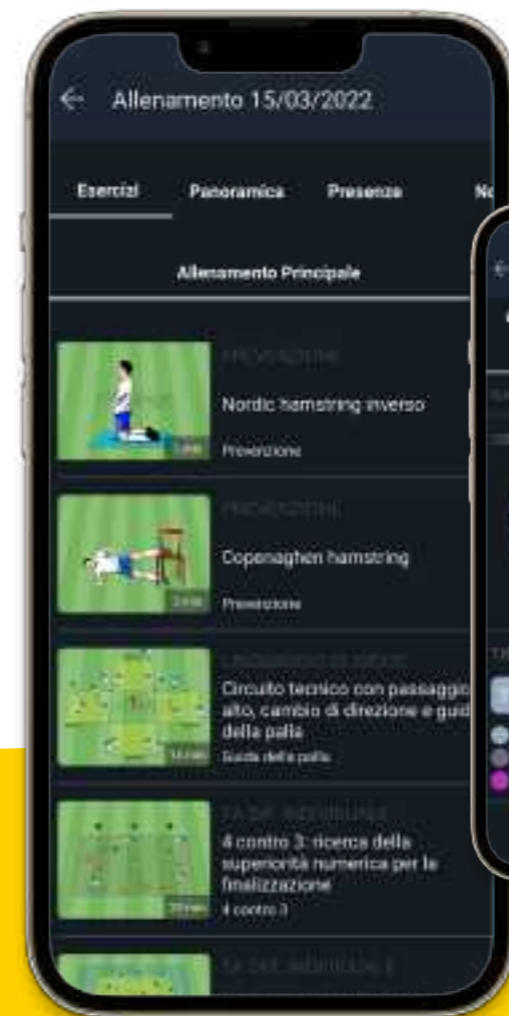 Allenamento 15/03/2022
Esercizi Panoramica Presenze
Allenamento Principale
PREVENZIONE
Nordic hamstring inverso
Prevenzione
PREVENZIONE
Copenaghen hamstring
Prevenzione
Circuito tecnico con passaggio
alto, cambio di direzione e guid
della palla
Guida della palla
4 contro 3: ricerca della
superiorità numerica per la
finalizzazione
4 contro 3